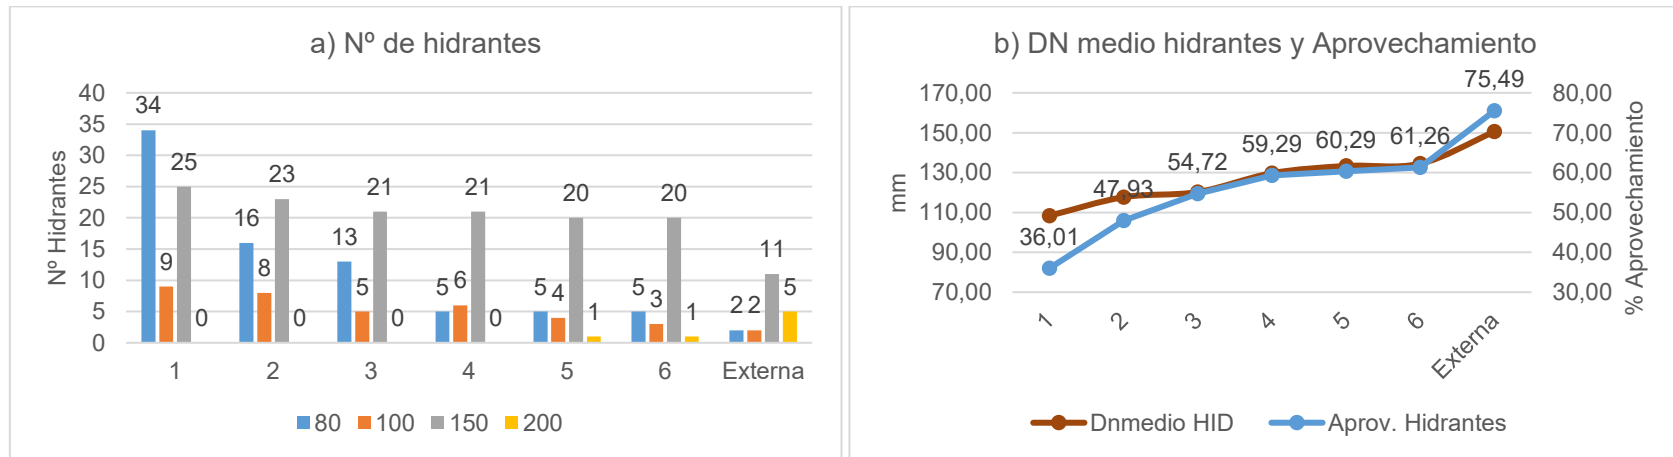 a) Nº de hidrantes
Nº Hidrantes
40
35
30
25
20
15
10
5
0
34 9 25 0
16 8 23 0
13 5 21 0
5 6 21 0
5 4 20 1
5 3 20 1
2 2 11 5
1 2 3 4 5 6 Externa
80 100 150 200
b) DN medio hidrantes y Aprovechamiento
mm
170,00
150,00
130,00
110,00
90,00
70,00
36,01 47,93 54,72 59,29 60,29 61,26 75,49
80,00
70,00
60,00
50,00
40,00
30,00
% Aprovechamiento
1 2 3 4 5 6 Externa
Dnmedio HID Aprov. Hidrantes